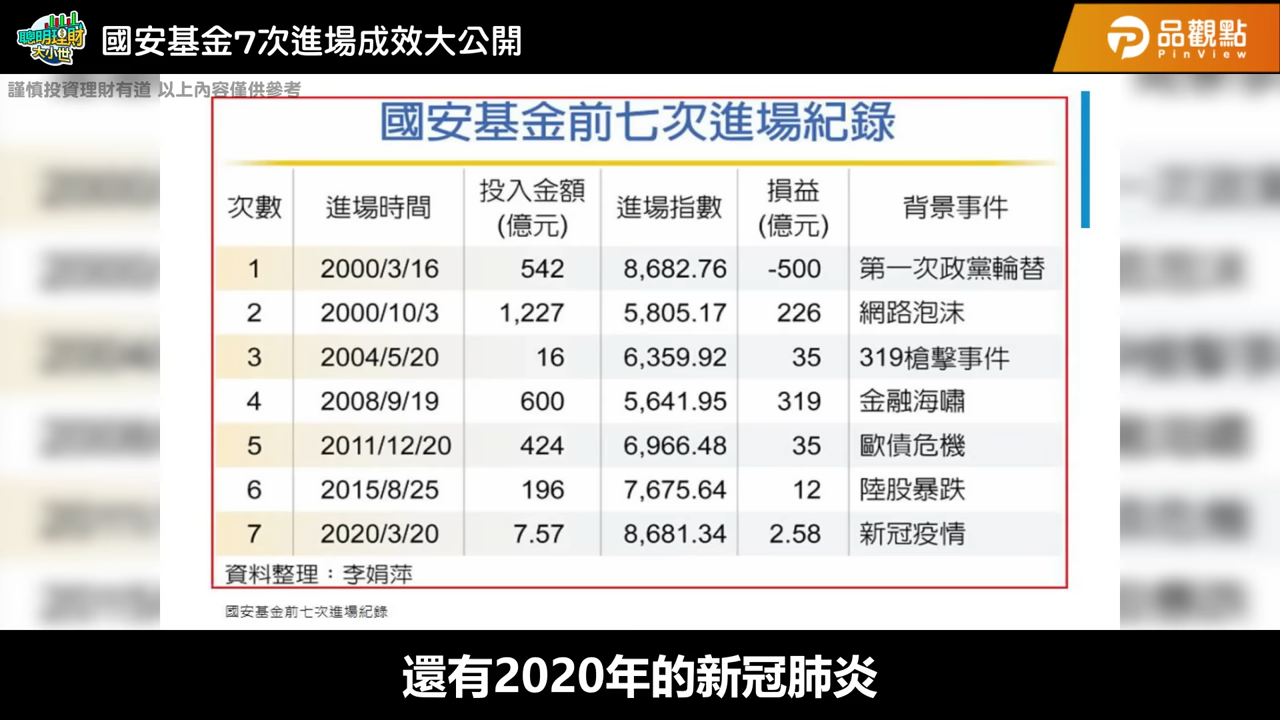 聰明理財
大小世
國安基金7次進場成效大公開
品觀點
PinView
謹慎投資理財有道 以上內容僅供參考
國安基金前七次進場紀錄
次數 進場時間 投入金額(億元) 進場指數 損益(億元) 背景事件
1 2000/3/16 542 8,682.76 -500 第一次政黨輪替
2 2000/10/3 1,227 5,805.17 226 網路泡沫
3 2004/5/20 16 6,359.92 35 319槍擊事件
4 2008/9/19 600 5,641.95 319 金融海嘯
5 2011/12/20 424 6,966.48 35 歐債危機
6 2015/8/25 196 7,675.64 12 陸股暴跌
7 2020/3/20 7.57 8,681.34 2.58 新冠疫情
資料整理：李娟萍
國安基金前七次進場紀錄
還有2020年的新冠肺炎